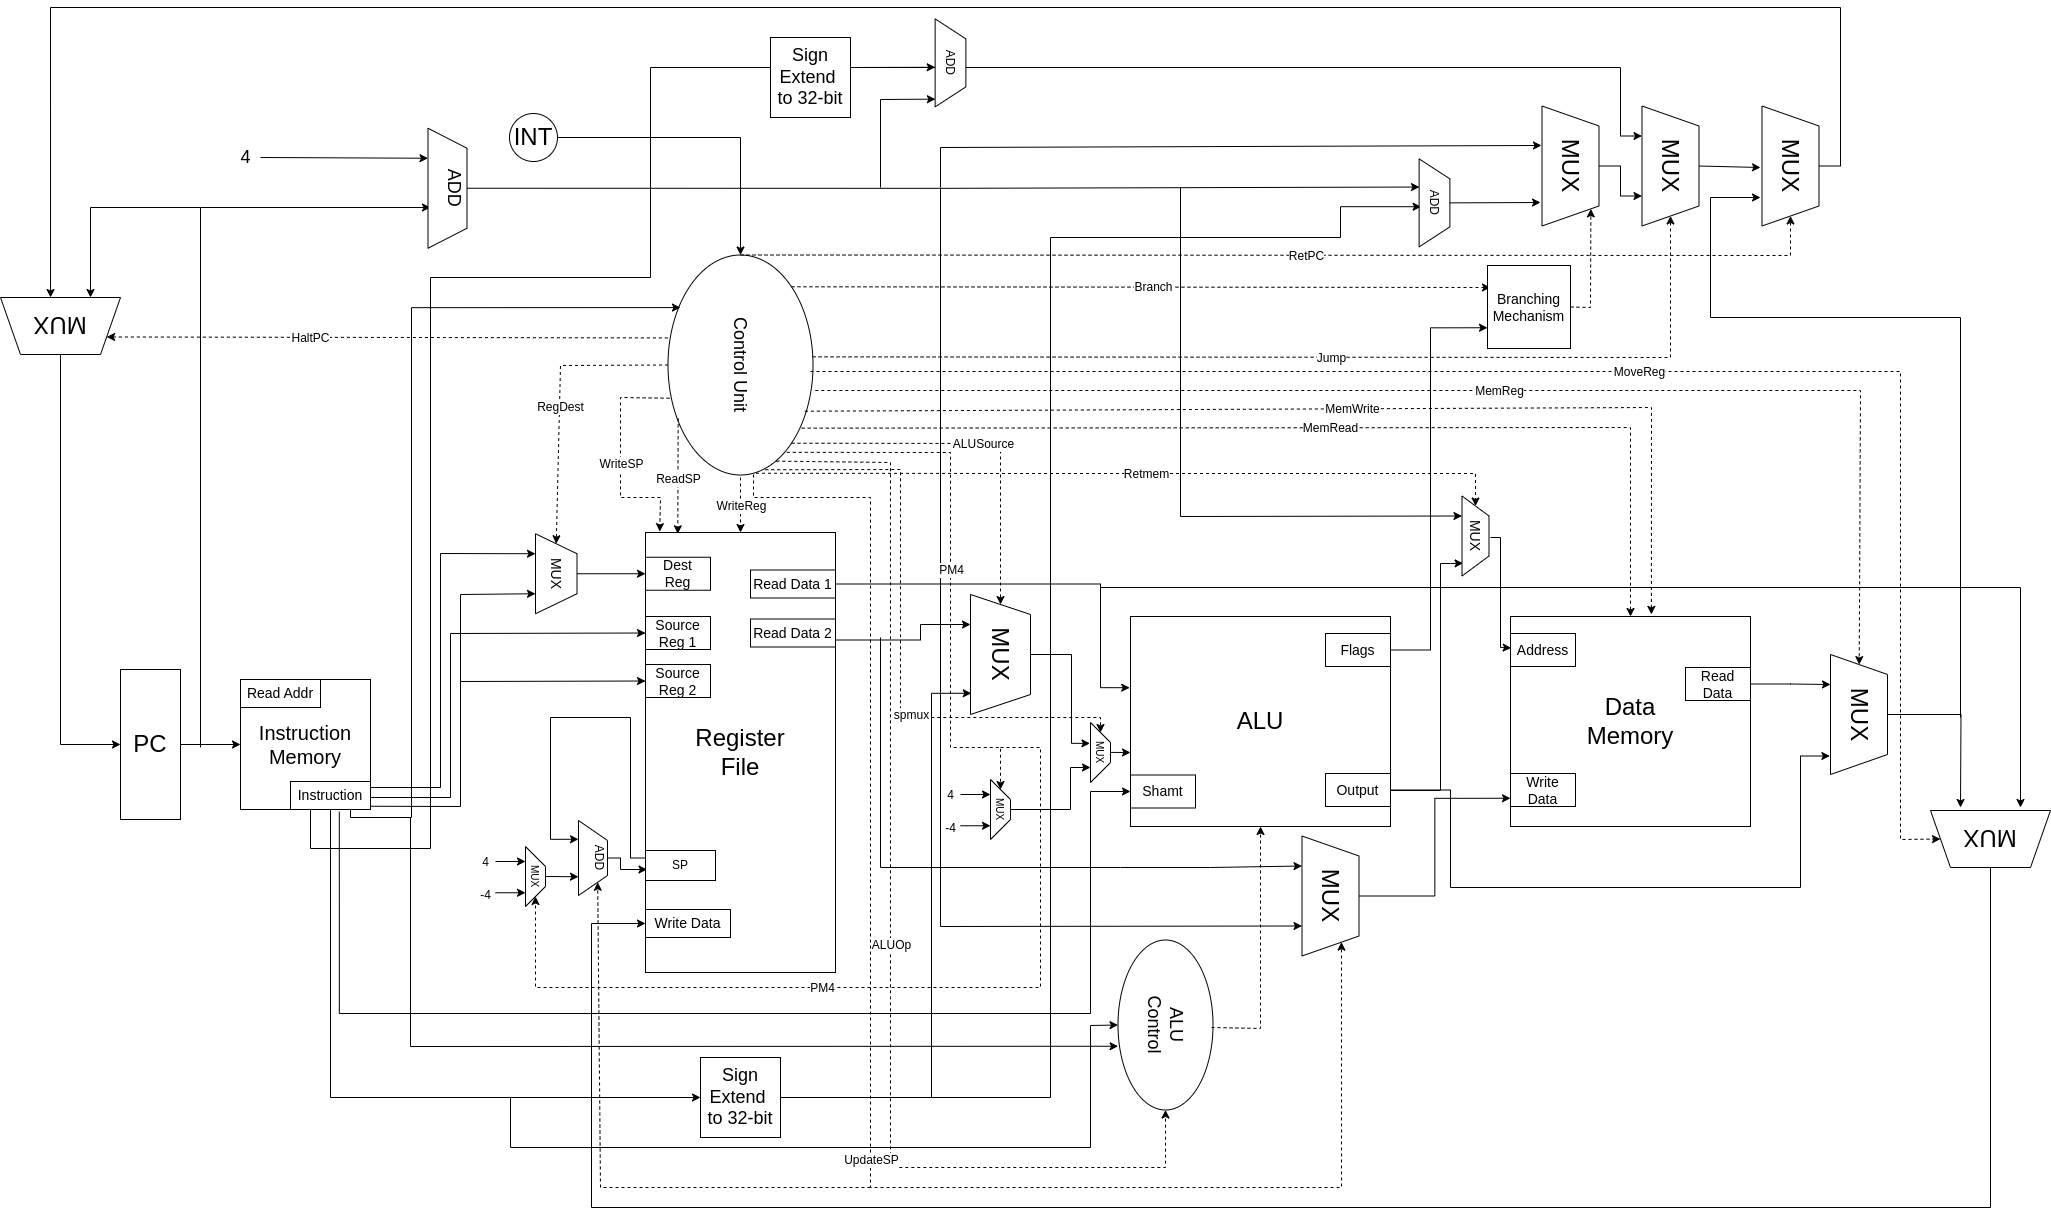 Sign
Extend
to 32-bit
ADD
INT
4
ADD
MUX
MUX
MUX
ADD
RetPC
Branch
Branching
Mechanism
MUX
HaltPC
Control Unit
Jump
MoveReg
MemReg
RegDest
MemWrite
MemRead
ALUSource
WriteSP
ReadSP
Retmem
WriteReg
MUX
MUX
Dest
Reg
PM4
Read Data 1
Source
Reg 1
Read Data 2
MUX
Flags
Address
Source
Reg 2
Read
Data
PC
Read Addr
Instruction
Memory
Instruction
Register
File
spmux
MUX
ALU
Data
Memory
MUX
4
-4
MUX
Shamt
Output
Write
Data
MUX
4
-4
MUX
ADD
SP
Write Data
MUX
ALUOp
PM4
ALU
Control
Sign
Extend
to 32-bit
UpdateSP